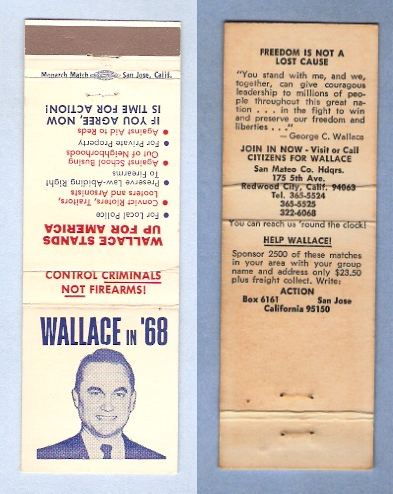 Monarch Match San Jose, Calif.
WALLACE STANDS
UP FOR AMERICA
• For Local Police
• Convict Rioters, Traitors,
Looters and Arsonists
• Preserve Law-Abiding Right
To Firearms
• Against School Busing
Out of Neighborhoods
• For Private Property
• Against Aid to Reds
IF YOU AGREE, NOW
IS TIME FOR ACTION!
CONTROL CRIMINALS
NOT FIREARMS!
WALLACE IN '68
FREEDOM IS NOT A
LOST CAUSE
"You stand with me, and we,
together, can give couragous
leadership to millions of peo-
ple throughout this great na-
tion . . . in the fight to win
and preserve our freedom and
liberties . . ."
— George C. Wallace
JOIN IN NOW - Visit or Call
CITIZENS FOR WALLACE
San Mateo Co. Hdqrs.
175 5th Ave.
Redwood City, Calif. 94063
Tel. 365-5524
365-5525
322-6068
You can reach us 'round the clock!
HELP WALLACE!
Sponsor 2500 of these matches
in your area with your group
name and address only $23.50
plus freight collect. Write:
ACTION
Box 6161 San Jose
California 95150